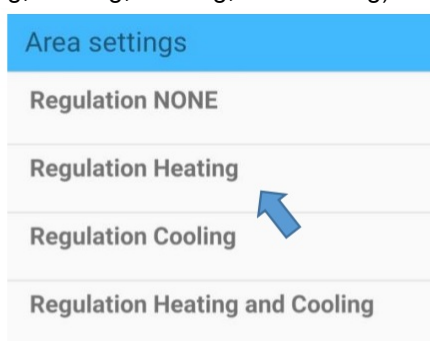 Area settings
Regulation NONE
Regulation Heating
Regulation Cooling
Regulation Heating and Cooling